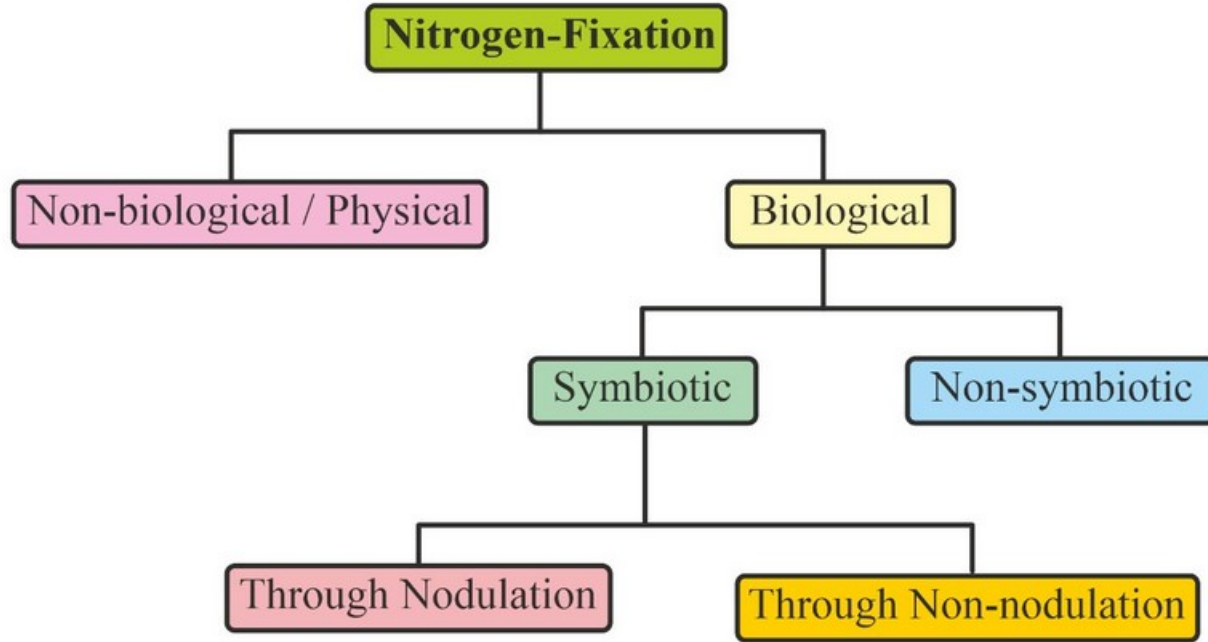 Nitrogen-Fixation
Non-biological / Physical
Biological
Symbiotic
Non-symbiotic
Through Nodulation
Through Non-nodulation